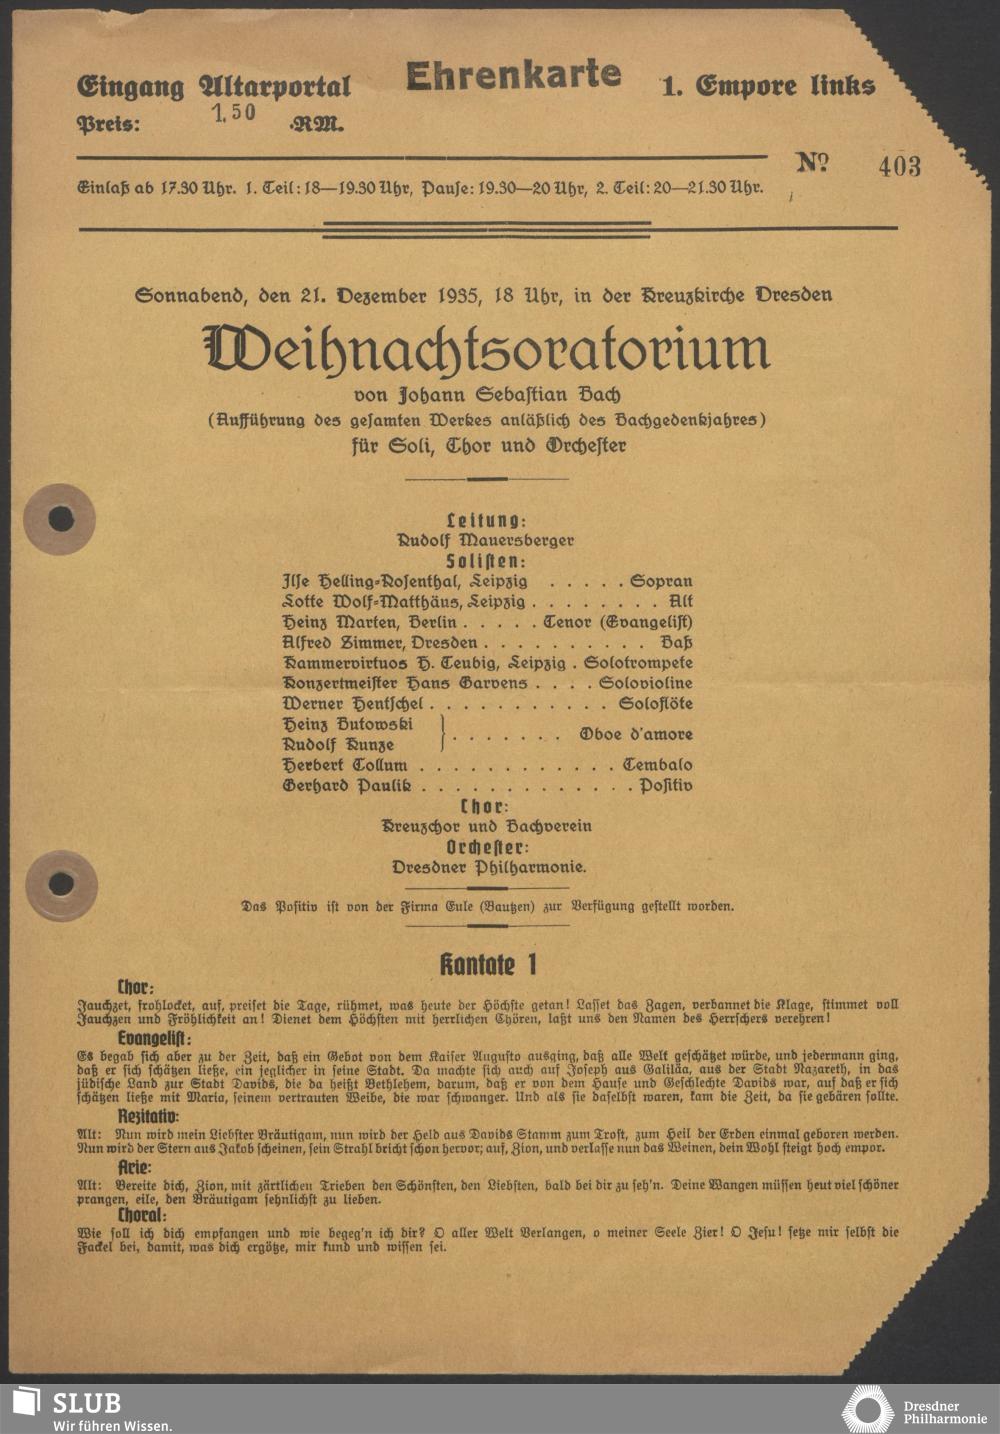 Eingang Altarportal
Ehrenkarte
1. Empore links
Preis: 1,50 RM.
No 403
Einlaß ab 17.30 Uhr. 1. Teil: 18—19.30 Uhr, Pause: 19.30—20 Uhr, 2. Teil: 20—21.30 Uhr.
Sonnabend, den 21. Dezember 1935, 18 Uhr, in der Kreuzkirche Dresden
Weihnachtsoratorium
von Johann Sebastian Bach
(Aufführung des gesamten Werkes anläßlich des Bachgedenkjahres)
für Soli, Chor und Orchester
Leitung:
Rudolf Mauersberger
Solisten:
Ilse Helling-Rosenthal, Leipzig . . . . . Sopran
Lotte Wolf-Matthäus, Leipzig . . . . . . . . Alt
Heinz Marten, Berlin . . . . . Tenor (Evangelist)
Alfred Zimmer, Dresden . . . . . . . . . . Baß
Kammervirtuos H. Teubig, Leipzig . Solotrompete
Konzertmeister Hans Garvens . . . . Solovioline
Werner Hentschel . . . . . . . . . . . Soloflöte
Heinz Butowski
Rudolf Kunze } . . . . . . . Oboe d'amore
Herbert Collum . . . . . . . . . . . . Cembalo
Gerhard Paulik . . . . . . . . . . . . . Positiv
Chor:
Kreuzchor und Bachverein
Orchester:
Dresdner Philharmonie.
Das Positiv ist von der Firma Eule (Bautzen) zur Verfügung gestellt worden.
Kantate 1
Chor:
Jauchzet, frohlocket, auf, preiset die Tage, rühmet, was heute der Höchste getan! Lasset das Zagen, verbannet die Klage, stimmet voll
Jauchzen und Fröhlichkeit an! Dienet dem Höchsten mit herrlichen Chören, laßt uns den Namen des Herrschers verehren!
Evangelist:
Es begab sich aber zu der Zeit, daß ein Gebot von dem Kaiser Augusto ausging, daß alle Welt geschätzet würde, und jedermann ging,
daß er sich schätzen ließe, ein jeglicher in seine Stadt. Da machte sich auch auf Joseph aus Galiläa, aus der Stadt Nazareth, in das
jüdische Land zur Stadt Davids, die da heißt Bethlehem, darum, daß er von dem Hause und Geschlechte Davids war, auf daß er sich
schätzen ließe mit Maria, seinem vertrauten Weibe, die war schwanger. Und als sie daselbst waren, kam die Zeit, da sie gebären sollte.
Rezitativ:
Alt: Nun wird mein Liebster Bräutigam, nun wird der Held aus Davids Stamm zum Trost, zum Heil der Erden einmal geboren werden.
Nun wird der Stern aus Jakob scheinen, sein Strahl bricht schon hervor; auf, Zion, und verlasse nun das Weinen, dein Wohl steigt hoch empor.
Arie:
Alt: Bereite dich, Zion, mit zärtlichen Trieben den Schönsten, den Liebsten, bald bei dir zu seh'n. Deine Wangen müssen heut viel schöner
prangen, eile, den Bräutigam sehnlichst zu lieben.
Choral:
Wie soll ich dich empfangen und wie begeg'n ich dir? O aller Welt Verlangen, o meiner Seele Zier! O Jesu! setze mir selbst die
Fackel bei, damit, was dich ergötze, mir kund und wissen sei.
SLUB
Wir führen Wissen.
Dresdner
Philharmonie